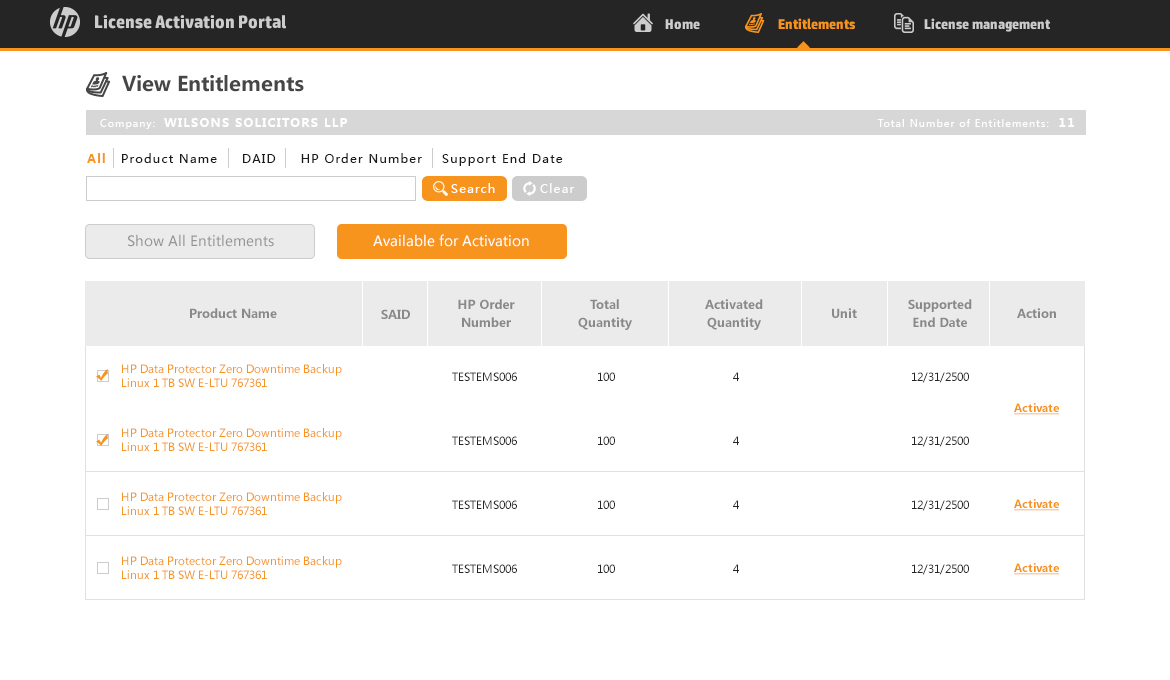 hp License Activation Portal Home Entitlements License management
View Entitlements
Company: WILSONS SOLICITORS LLP Total Number of Entitlements: 11
All Product Name DAID HP Order Number Support End Date
Search Clear
Show All Entitlements Available for Activation
Product Name SAID HP Order Number Total Quantity Activated Quantity Unit Supported End Date Action
HP Data Protector Zero Downtime Backup
Linux 1 TB SW E-LTU 767361
TESTEMS006 100 4 12/31/2500
Activate
HP Data Protector Zero Downtime Backup
Linux 1 TB SW E-LTU 767361
TESTEMS006 100 4 12/31/2500
HP Data Protector Zero Downtime Backup
Linux 1 TB SW E-LTU 767361
TESTEMS006 100 4 12/31/2500 Activate
HP Data Protector Zero Downtime Backup
Linux 1 TB SW E-LTU 767361
TESTEMS006 100 4 12/31/2500 Activate